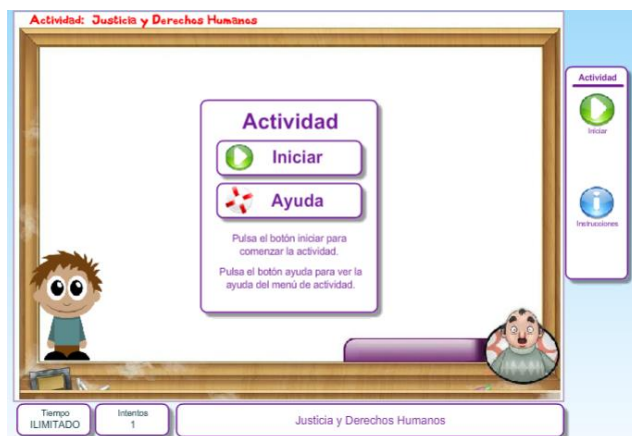 Actividad: Justicia y Derechos Humanos
Actividad
Iniciar
Ayuda
Pulsa el botón iniciar para
comenzar la actividad.
Pulsa el botón ayuda para ver la
ayuda del menú de actividad.
Actividad
Iniciar
Instrucciones
Tiempo
ILIMITADO
Intentos
1
Justicia y Derechos Humanos